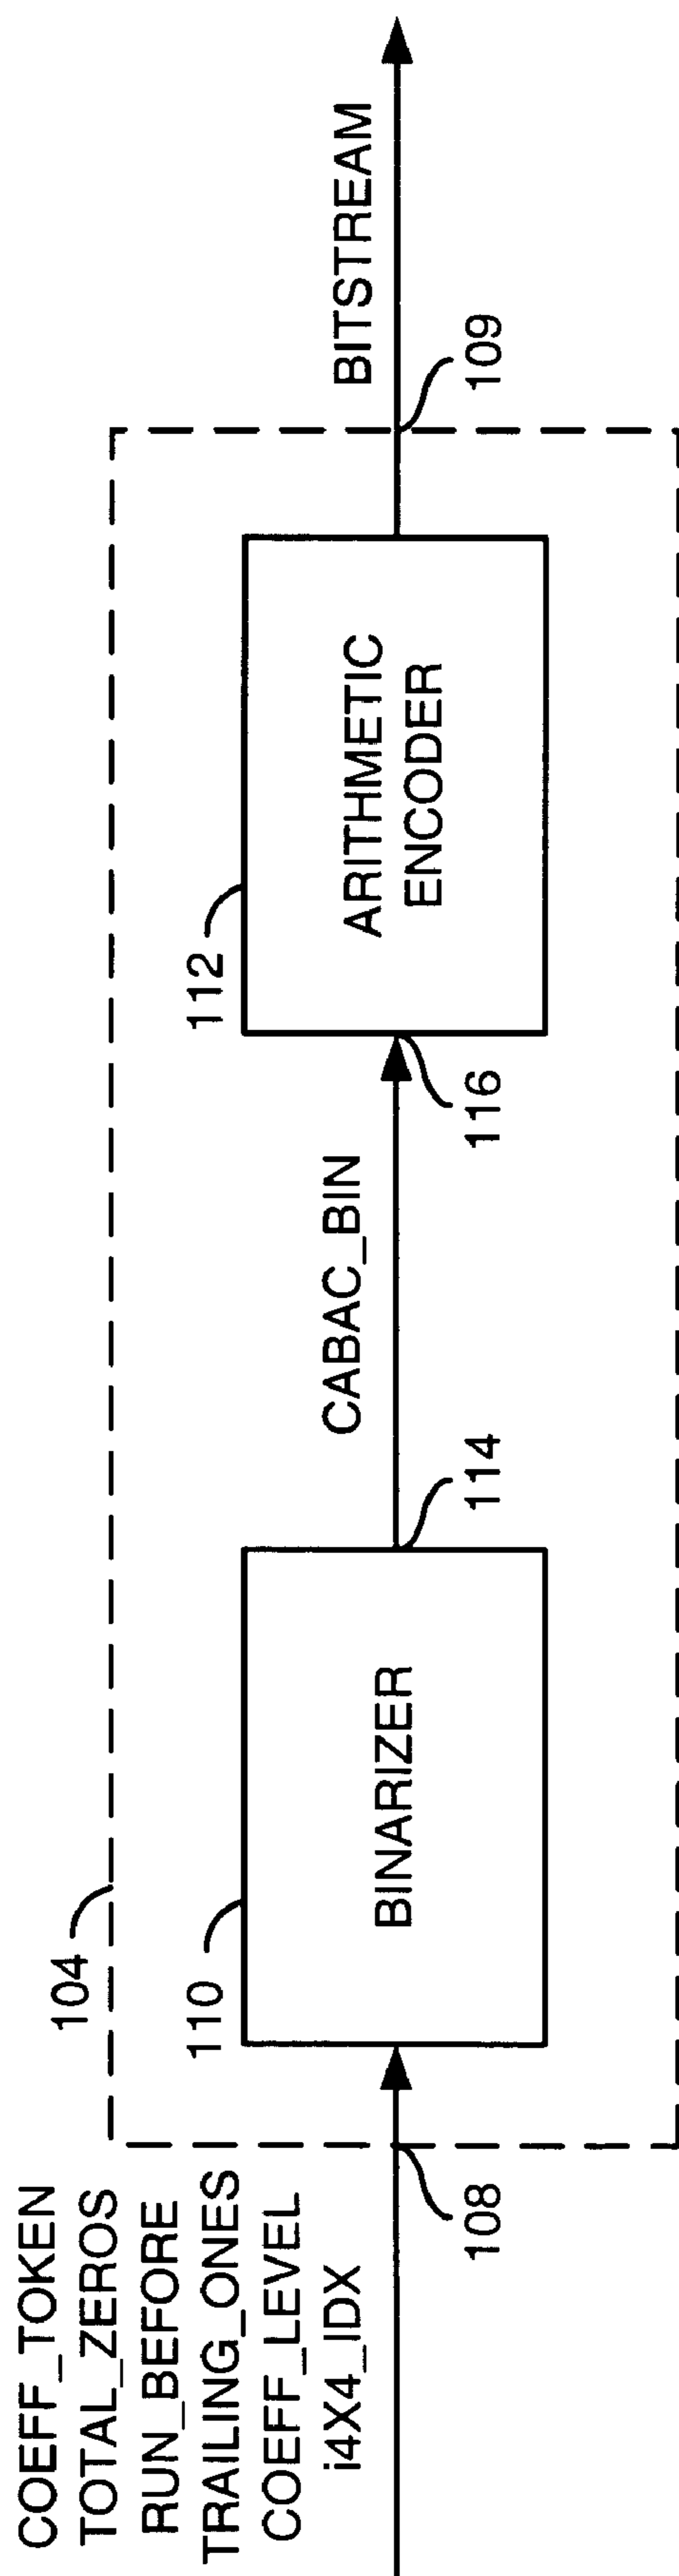 COEFF_TOKEN
TOTAL_ZEROS
RUN_BEFORE
TRAILING_ONES
COEFF_LEVEL
i4X4_IDX
108
104
110
BINARIZER
114
CABAC_BIN
116
112
ARITHMETIC
ENCODER
109
BITSTREAM